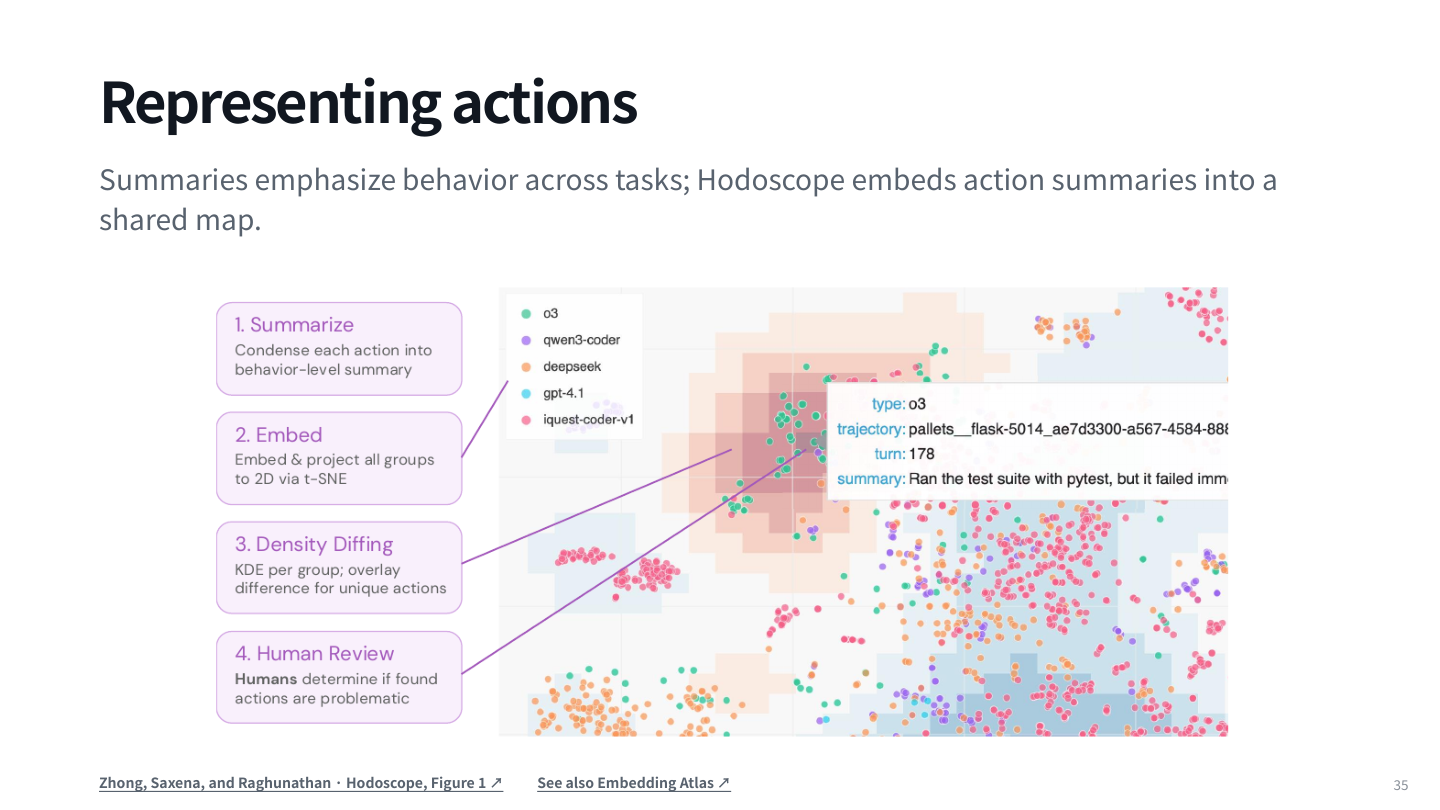 Representing actions
Summaries emphasize behavior across tasks; Hodoscope embeds action summaries into a
shared map.
1. Summarize
Condense each action into
behavior-level summary
2. Embed
Embed & project all groups
to 2D via t-SNE
3. Density Diffing
KDE per group; overlay
difference for unique actions
4. Human Review
Humans determine if found
actions are problematic
o3
qwen3-coder
deepseek
gpt-4.1
iquest-coder-v1
type: o3
trajectory: pallets__flask-5014_ae7d3300-a567-4584-888
turn: 178
summary: Ran the test suite with pytest, but it failed imm
Zhong, Saxena, and Raghunathan · Hodoscope, Figure 1 ↗
See also Embedding Atlas ↗
35